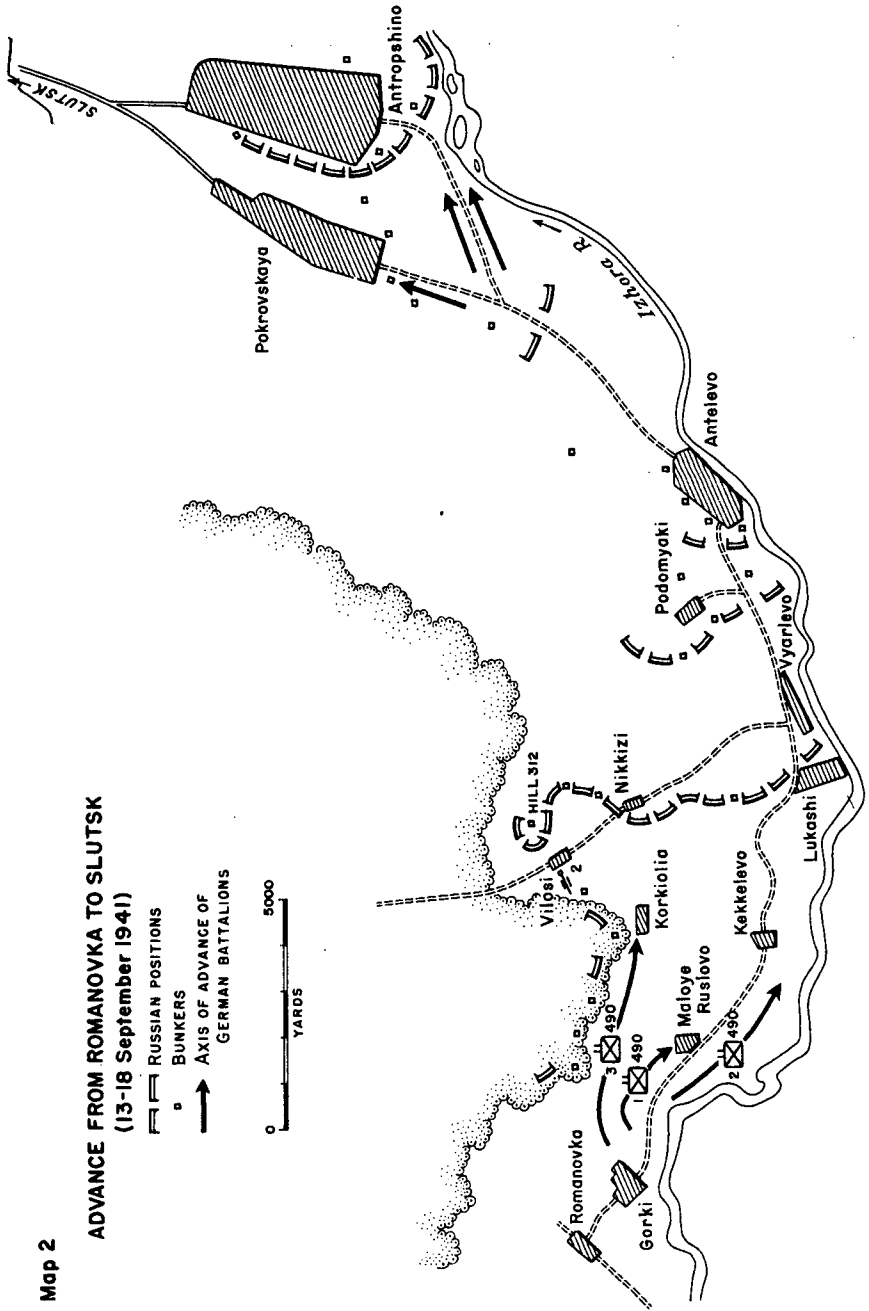 Map 2
ADVANCE FROM ROMANOVKA TO SLUTSK
(13-18 September 1941)
RUSSIAN POSITIONS
BUNKERS
AXIS OF ADVANCE OF
GERMAN BATTALIONS
0 5000
YARDS
SLUTSK
Antropshino
Pokrovskaya
Izhora R
Antelevo
Podomyaki
Vyarlevo
HILL 312
Nikkizi
Lukashi
Vilosi
2
Korkiolia
Kekkelevo
Maloye
Ruslovo
3 490
1 490
2 490
Romanovka
Gorki